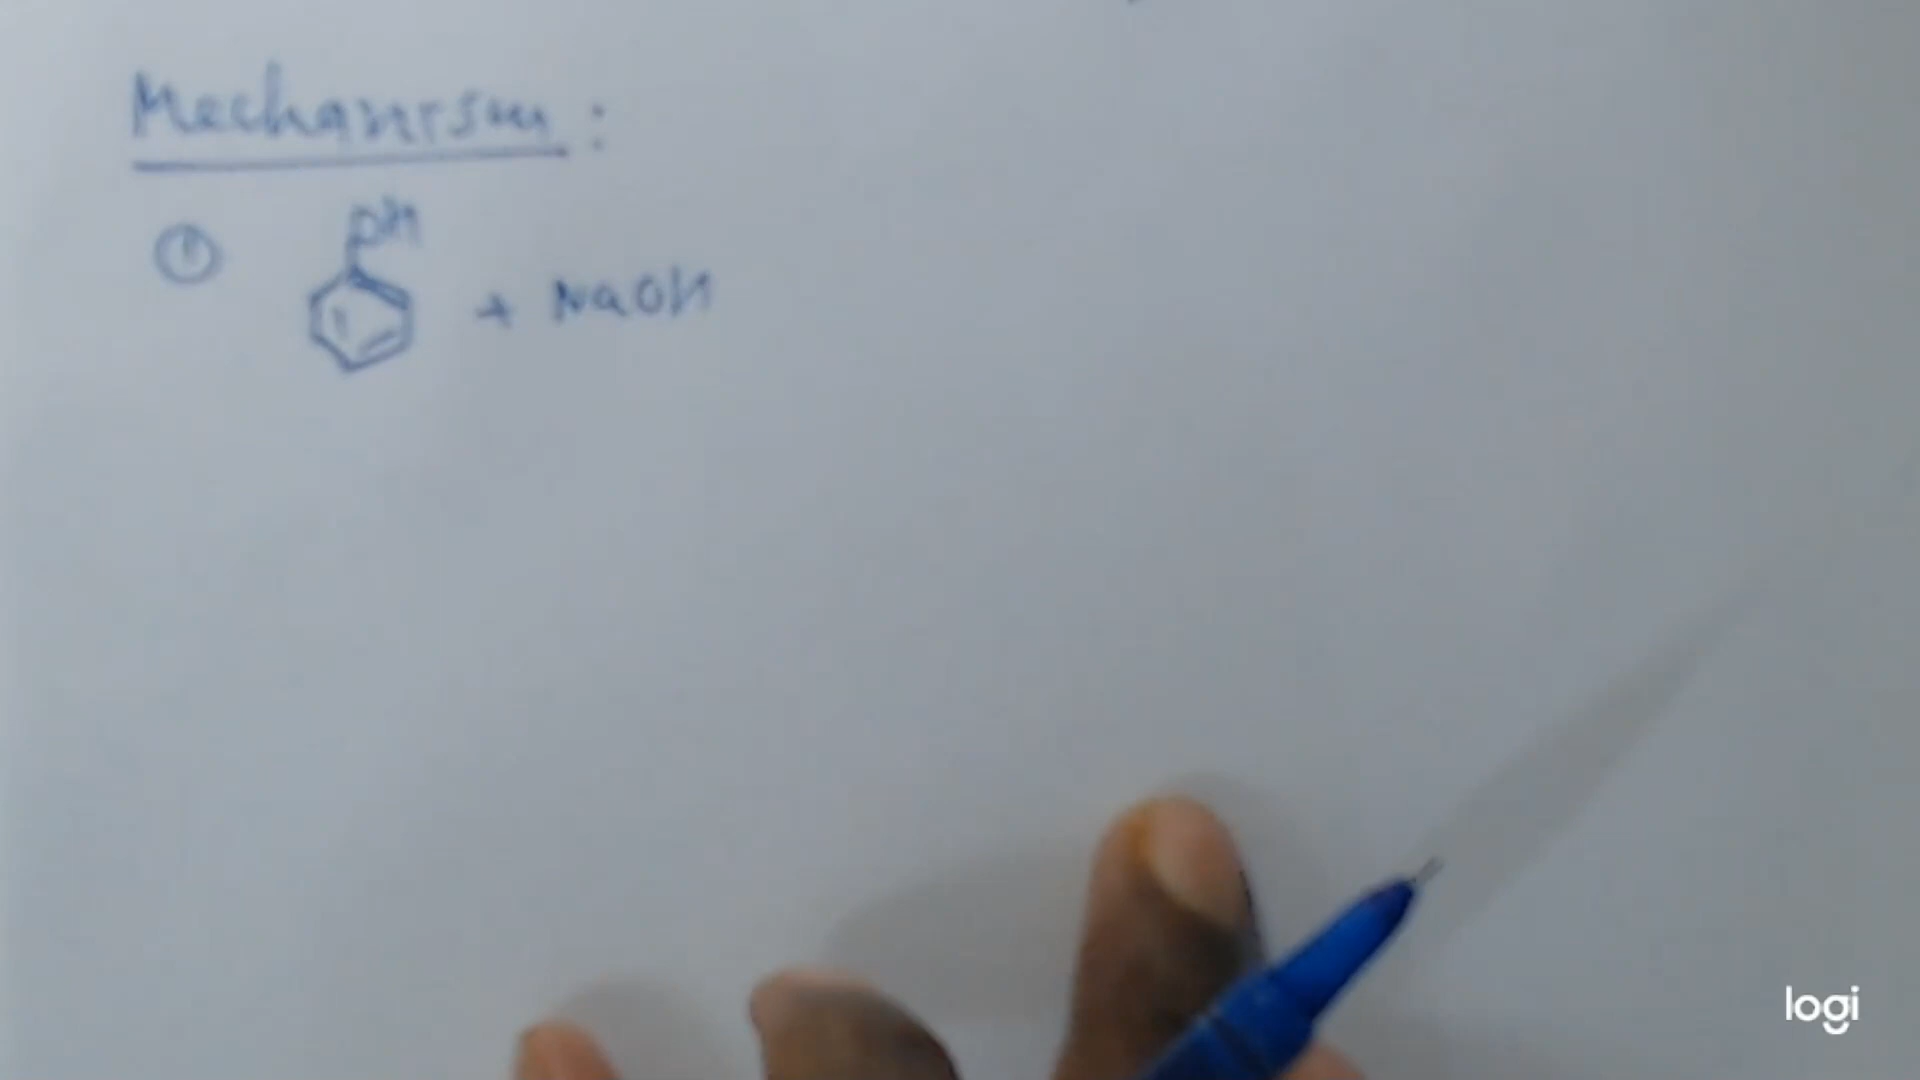 Mechanism :
① OH
+ NaOH
logi